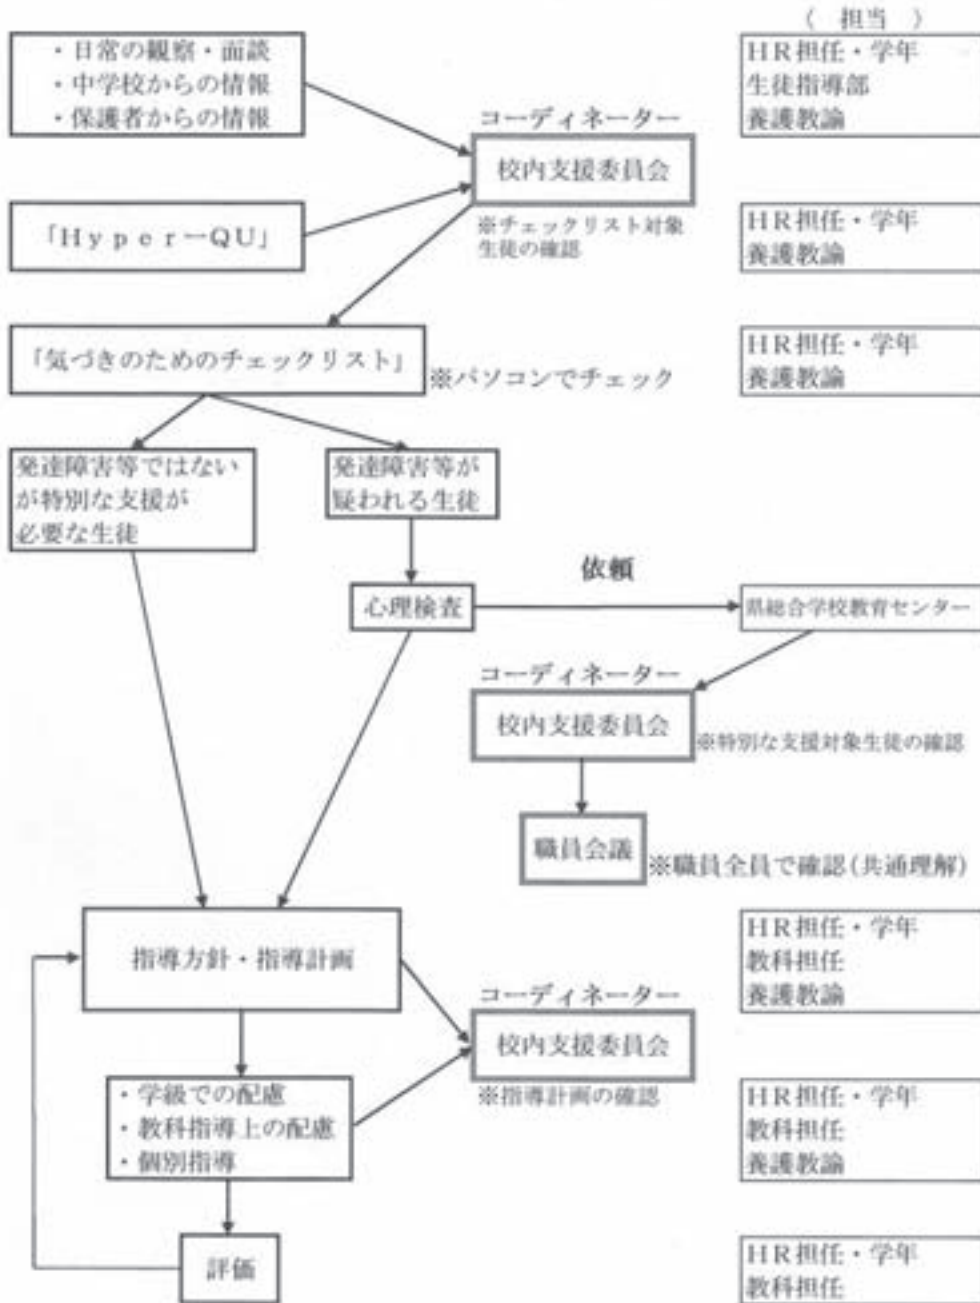 （　担当　）
・日常の観察・面談
・中学校からの情報
・保護者からの情報
HR担任・学年
生徒指導部
養護教諭
コーディネーター
校内支援委員会
※チェックリスト対象
生徒の確認
「Hyper－QU」
HR担任・学年
養護教諭
「気づきのためのチェックリスト」
※パソコンでチェック
HR担任・学年
養護教諭
発達障害等ではない
が特別な支援が
必要な生徒
発達障害等が
疑われる生徒
心理検査
依頼
県総合学校教育センター
コーディネーター
校内支援委員会
※特別な支援対象生徒の確認
職員会議
※職員全員で確認(共通理解)
指導方針・指導計画
HR担任・学年
教科担任
養護教諭
コーディネーター
校内支援委員会
※指導計画の確認
・学級での配慮
・教科指導上の配慮
・個別指導
HR担任・学年
教科担任
養護教諭
評価
HR担任・学年
教科担任